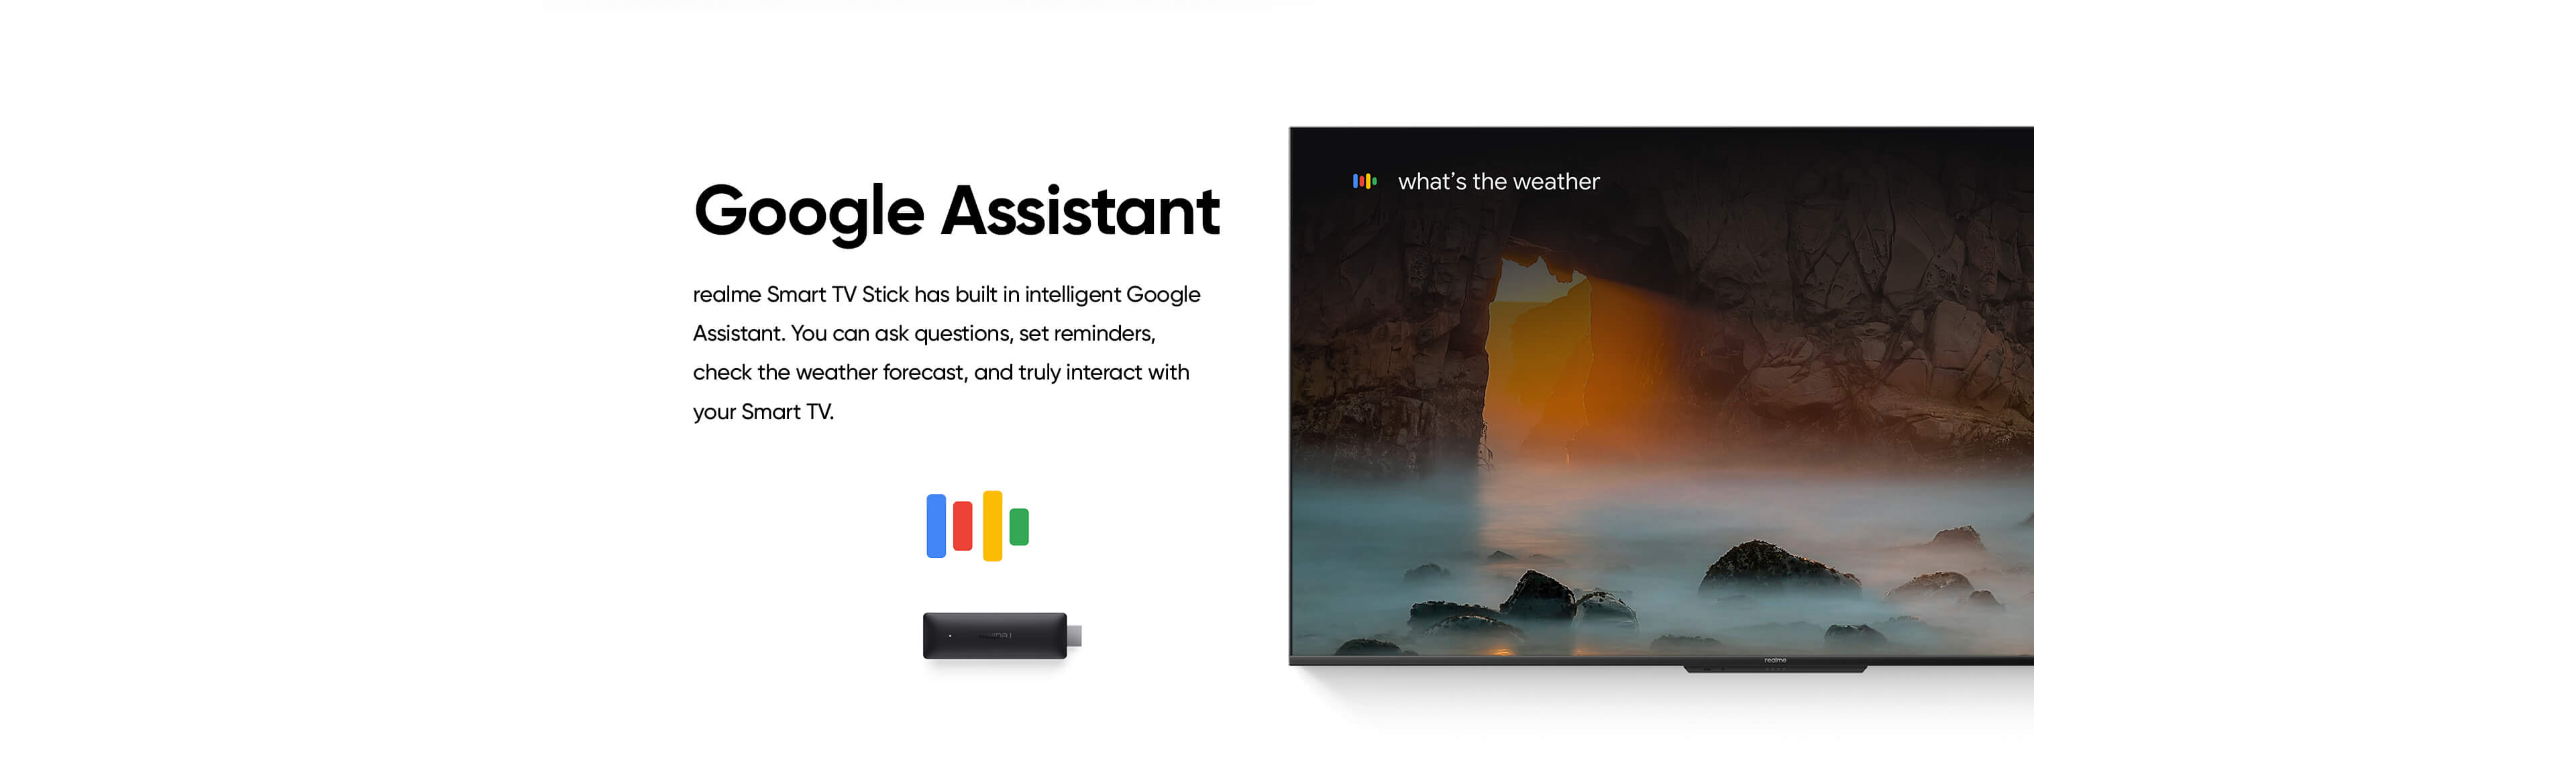 Google Assistant
realme Smart TV Stick has built in intelligent Google
Assistant. You can ask questions, set reminders,
check the weather forecast, and truly interact with
your Smart TV.
what's the weather
realme